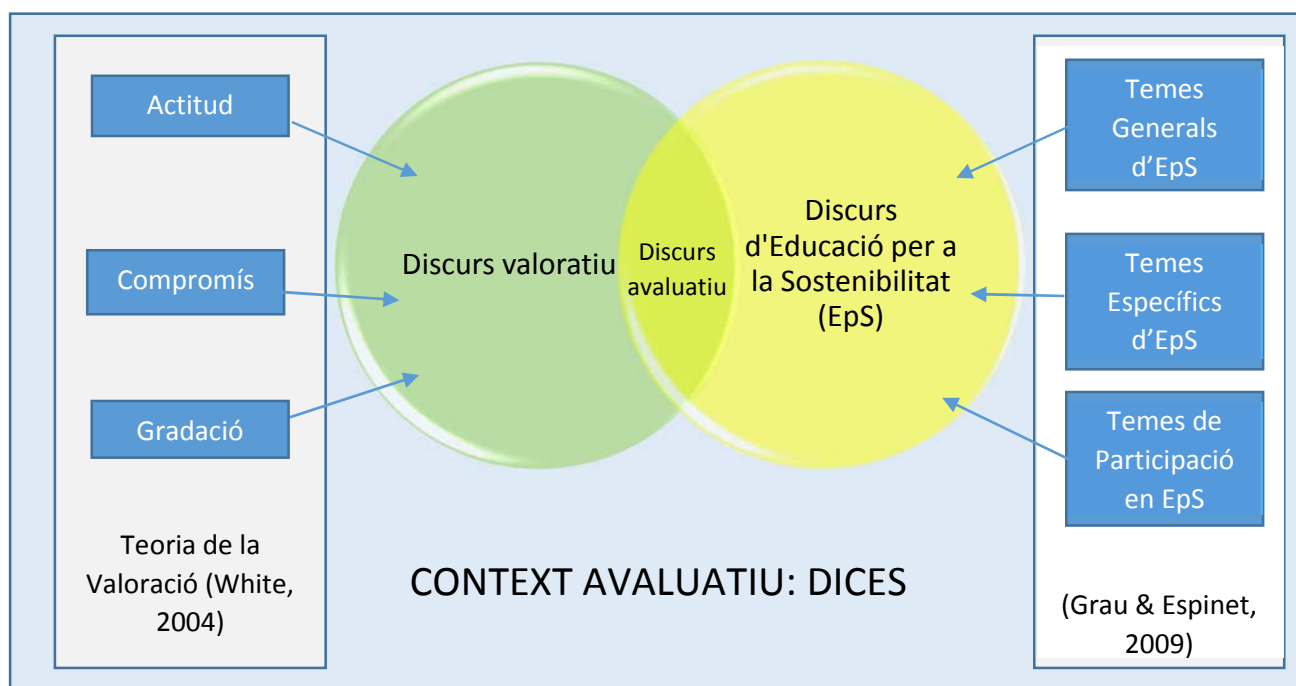 Actitud
Compromís
Gradació
Teoria de la
Valoració (White,
2004)
Discurs valoratiu
Discurs
avaluatiu
Discurs
d'Educació per a
la Sostenibilitat
(EpS)
CONTEXT AVALUATIU: DICES
Temes
Generals
d’EpS
Temes
Específics
d’EpS
Temes de
Participació
en EpS
(Grau & Espinet,
2009)